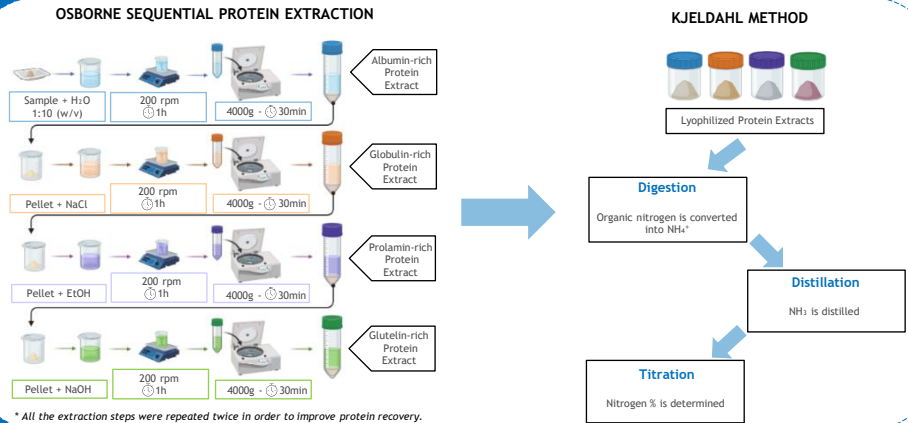 OSBORNE SEQUENTIAL PROTEIN EXTRACTION
Sample + H₂O
1:10 (w/v)
200 rpm
1h
4000g - 30min
Albumin-rich
Protein
Extract
Pellet + NaCl
200 rpm
1h
4000g - 30min
Globulin-rich
Protein
Extract
Pellet + EtOH
200 rpm
1h
4000g - 30min
Prolamin-rich
Protein
Extract
Pellet + NaOH
200 rpm
1h
4000g - 30min
Glutelin-rich
Protein
Extract
* All the extraction steps were repeated twice in order to improve protein recovery.
KJELDAHL METHOD
Lyophilized Protein Extracts
Digestion
Organic nitrogen is converted
into NH₄⁺
Distillation
NH₃ is distilled
Titration
Nitrogen % is determined